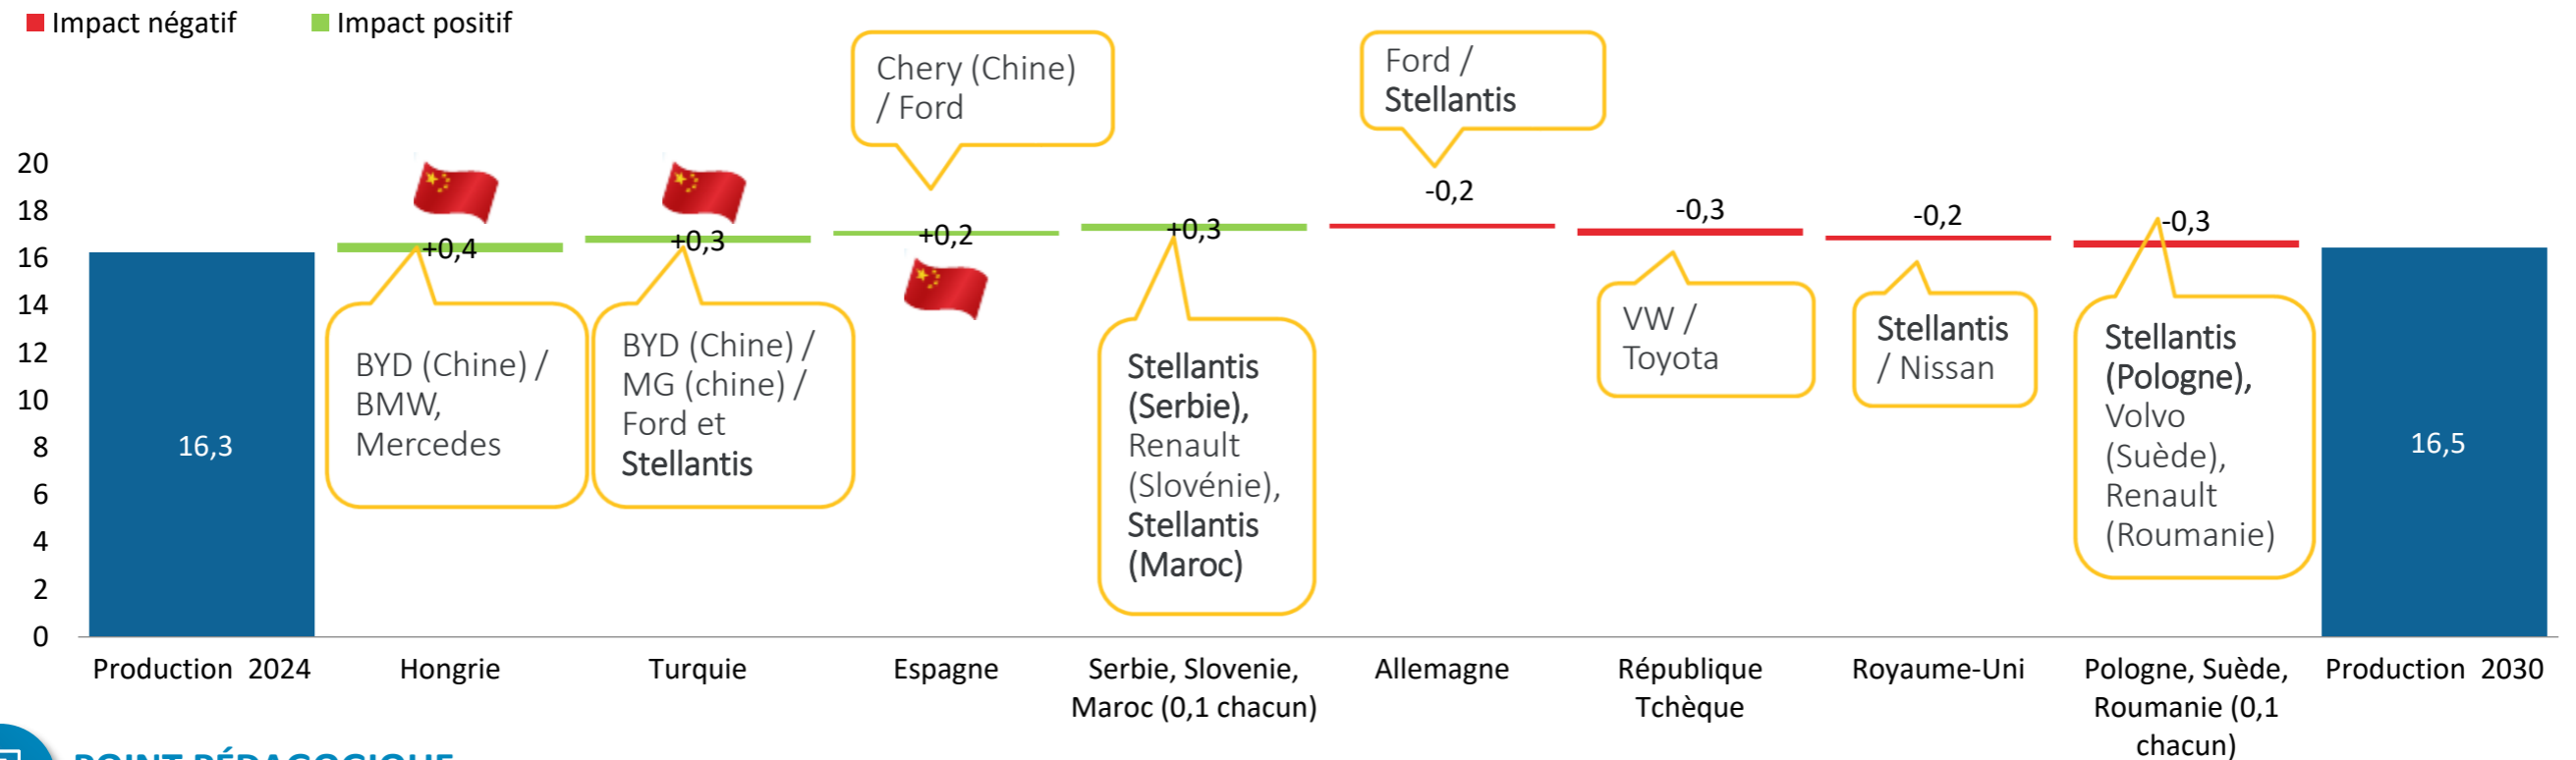 Impact négatif
Impact positif
Chery (Chine)
/ Ford
Ford /
Stellantis
20
18
16
14
12
10
8
6
4
2
0
+0,4
+0,3
+0,2
+0,3
-0,2
-0,3
-0,2
-0,3
16,3
BYD (Chine) /
BMW,
Mercedes
BYD (Chine) /
MG (chine) /
Ford et
Stellantis
Stellantis
(Serbie),
Renault
(Slovénie),
Stellantis
(Maroc)
VW /
Toyota
Stellantis
/ Nissan
Stellantis
(Pologne),
Volvo
(Suède),
Renault
(Roumanie)
16,5
Production 2024
Hongrie
Turquie
Espagne
Serbie, Slovenie,
Maroc (0,1 chacun)
Allemagne
République
Tchèque
Royaume-Uni
Pologne, Suède,
Roumanie (0,1
chacun)
Production 2030
POINT PÉDAGOGIQUE